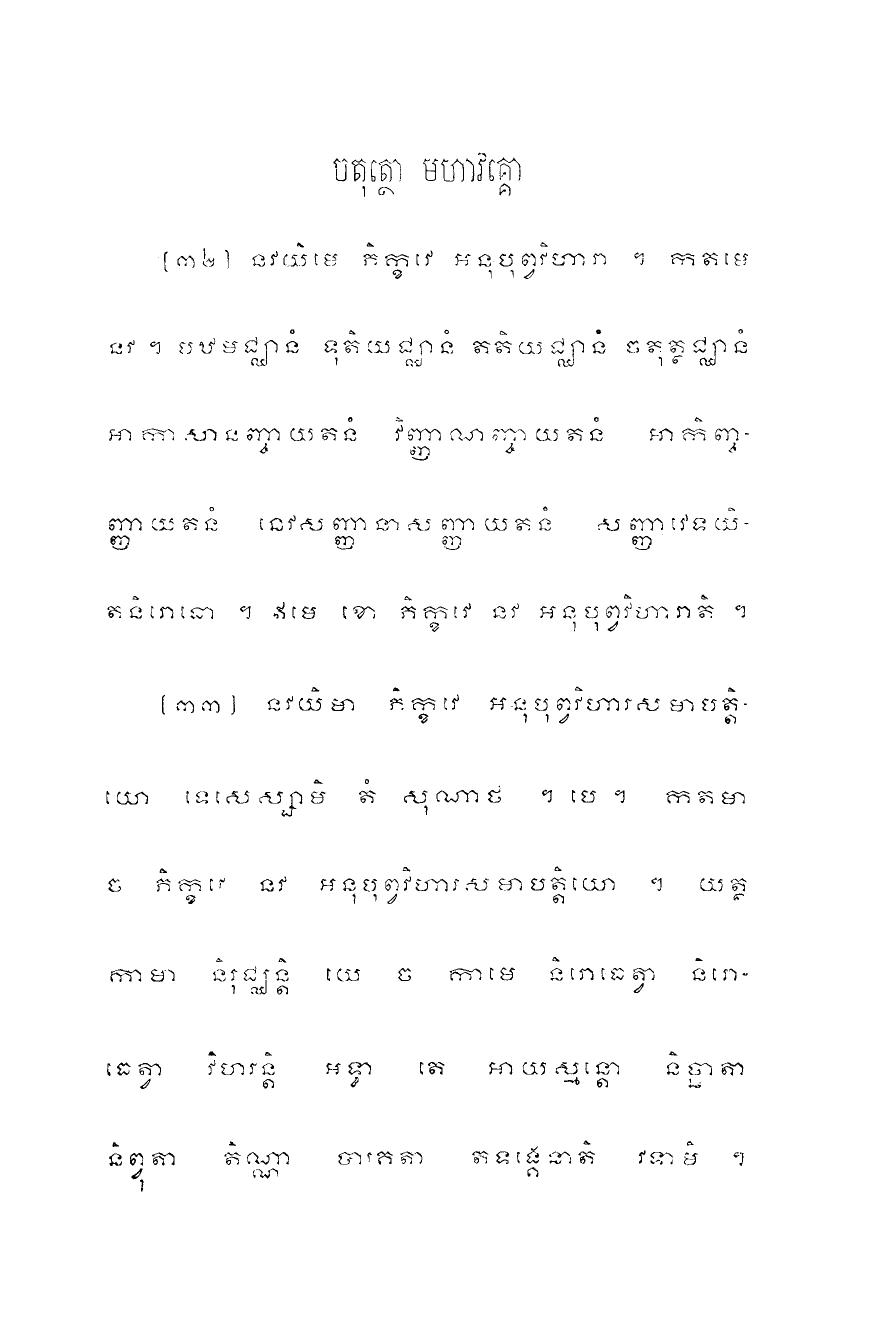 ចតុត្ថោ មហាវគ្គោ
[៣២] នវយិមេ ភិក្ខវេ អនុបុព្វវិហារា ។ កតមេ
នវ ។ បឋមជ្ឈានំ ទុតិយជ្ឈានំ តតិយជ្ឈានំ ចតុត្ថជ្ឈានំ
អាកាសានញ្ចាយតនំ វិញ្ញាណញ្ចាយតនំ អាកិញ្ច-
ញ្ញាយតនំ នេវសញ្ញានាសញ្ញាយតនំ សញ្ញាវេទយិ-
តនិរោធោ ។ ឥមេ ខោ ភិក្ខវេ នវ អនុបុព្វវិហារាតិ ។
[៣៣] នវយិមា ភិក្ខវេ អនុបុព្វវិហារសមាបត្តិ-
យោ ទេសេស្សាមិ តំ សុណាថ ។ បេ ។ កតមា
ច ភិក្ខវេ នវ អនុបុព្វវិហារសមាបត្តិយោ ។ យត្ថ
កាមា និរុជ្ឈន្តិ យេ ច កាមេ និរោធេត្វា និរោ-
ធេត្វា វិហរន្តិ អទ្ធា តេ អាយស្មន្តោ និច្ឆាតា
និព្វុតា តិណ្ណា បារគតា តទង្គេនាតិ វទាមិ ។